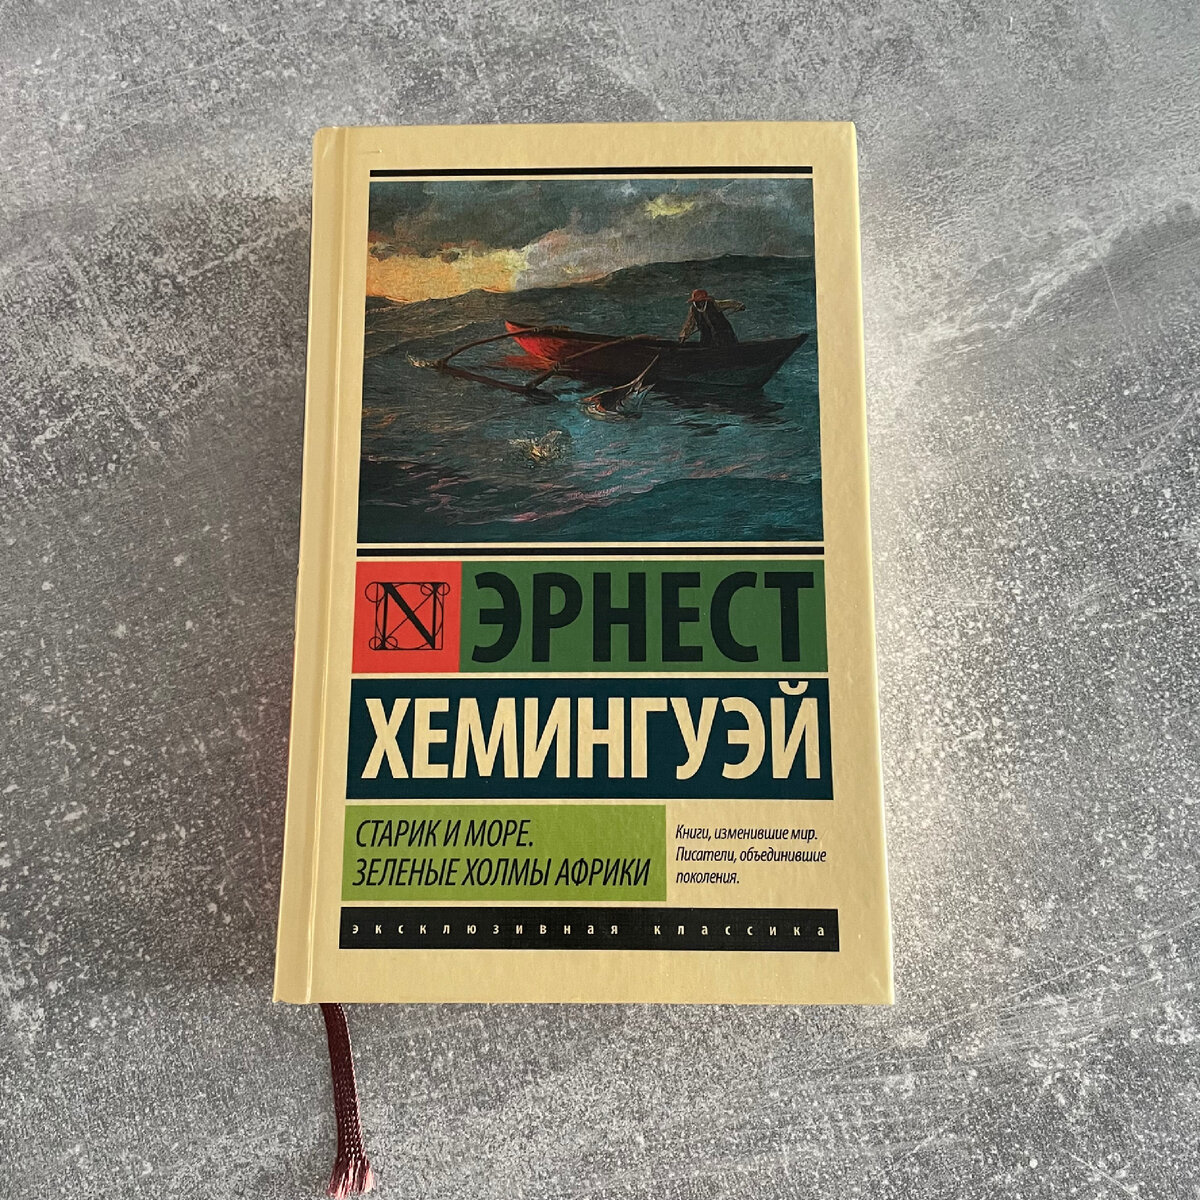 N ЭРНЕСТ
ХЕМИНГУЭЙ
СТАРИК И МОРЕ.
ЗЕЛЕНЫЕ ХОЛМЫ АФРИКИ
Книги, изменившие мир.
Писатели, объединившие
поколения.
эксклюзивная классика